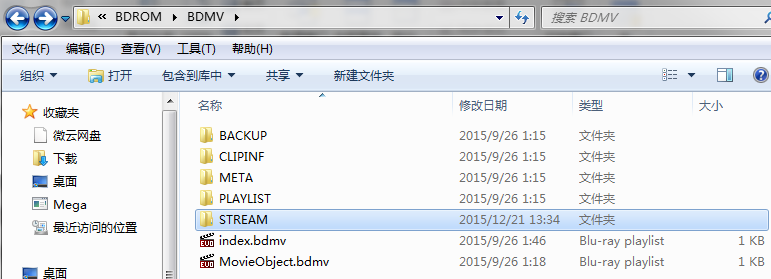 « BDROM ▸ BDMV ▸ 搜索 BDMV
文件(F) 编辑(E) 查看(V) 工具(T) 帮助(H)
组织 打开 包含到库中 共享 新建文件夹
收藏夹
微云网盘
下载
桌面
Mega
最近访问的位置
桌面
名称 修改日期 类型 大小
BACKUP 2015/9/26 1:15 文件夹
CLIPINF 2015/9/26 1:15 文件夹
META 2015/9/26 1:15 文件夹
PLAYLIST 2015/9/26 1:15 文件夹
STREAM 2015/12/21 13:34 文件夹
index.bdmv 2015/9/26 1:46 Blu-ray playlist 1 KB
MovieObject.bdmv 2015/9/26 1:18 Blu-ray playlist 1 KB